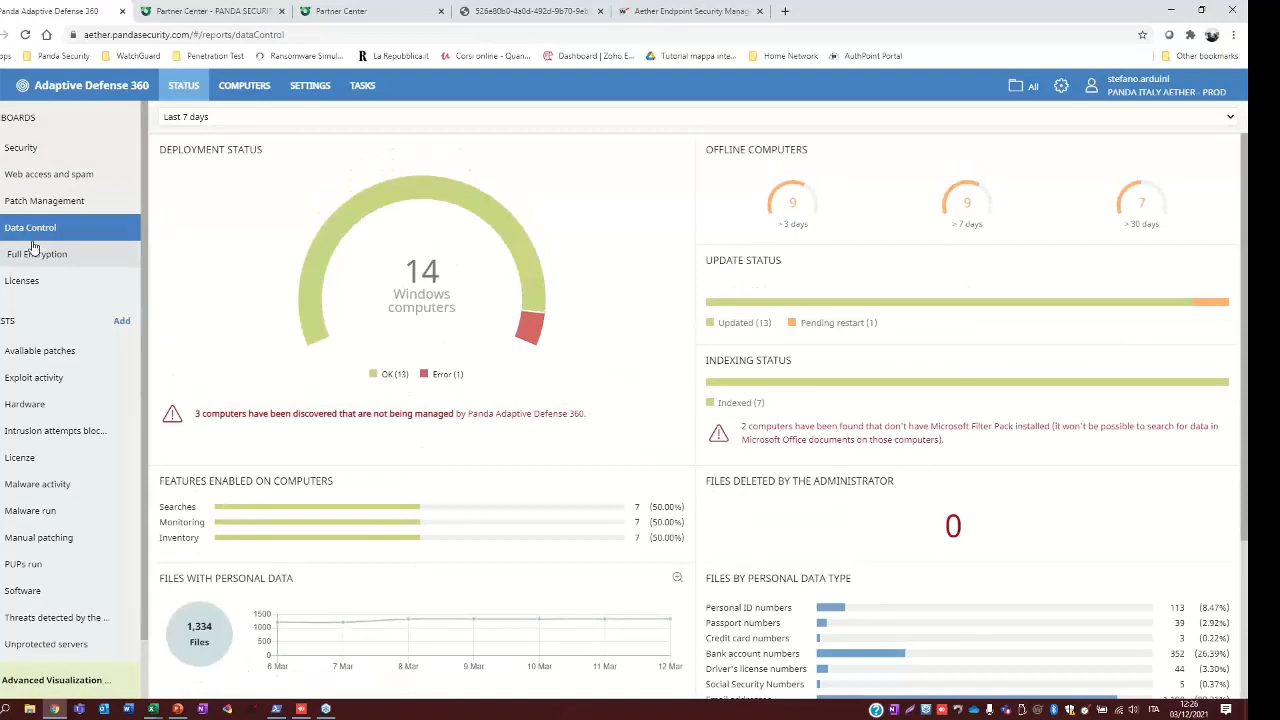 Partner Center - PANDA SECURIT
Partner Center
526e80b0-4a0d-492d-9b70-9eb
Aether Endpoint Security Manag
aether.pandasecurity.com/#/reports/dataControl
Panda Security
WatchGuard
Penetration Test
Ransomware Simul...
La Repubblica.it
Corsi online - Quan...
Dashboard | Zoho E...
Tutorial mappa inte...
Home Network
AuthPoint Portal
Other bookmarks
Adaptive Defense 360
STATUS
COMPUTERS
SETTINGS
TASKS
All
stefano.arduini
PANDA ITALY AETHER - PROD
BOARDS
Security
Web access and spam
Patch Management
Data Control
Full Encryption
Licenses
STS
Add
Available patches
Exploit activity
Hardware
Intrusion attempts bloc...
Licenze
Malware activity
Malware run
Manual patching
PUPs run
Software
Threats detected by the ...
Unprotected servers
Advanced Visualization ...
Last 7 days
DEPLOYMENT STATUS
14
Windows
computers
OK (13)
Error (1)
3 computers have been discovered that are not being managed by Panda Adaptive Defense 360.
OFFLINE COMPUTERS
9
> 3 days
9
> 7 days
7
> 30 days
UPDATE STATUS
Updated (13)
Pending restart (1)
INDEXING STATUS
Indexed (7)
2 computers have been found that don't have Microsoft Filter Pack installed (it won't be possible to search for data in
Microsoft Office documents on those computers).
FEATURES ENABLED ON COMPUTERS
Searches 7 (50.00%)
Monitoring 7 (50.00%)
Inventory 7 (50.00%)
FILES DELETED BY THE ADMINISTRATOR
0
FILES WITH PERSONAL DATA
1,334
Files
1500
1000
500
0
6 Mar
7 Mar
8 Mar
9 Mar
10 Mar
11 Mar
12 Mar
FILES BY PERSONAL DATA TYPE
Personal ID numbers 113 (8.47%)
Passport numbers 39 (2.92%)
Credit card numbers 3 (0.22%)
Bank account numbers 352 (26.39%)
Driver's license numbers 44 (3.30%)
Social Security Numbers 5 (0.37%)
ITA
12:26
03/12/2021